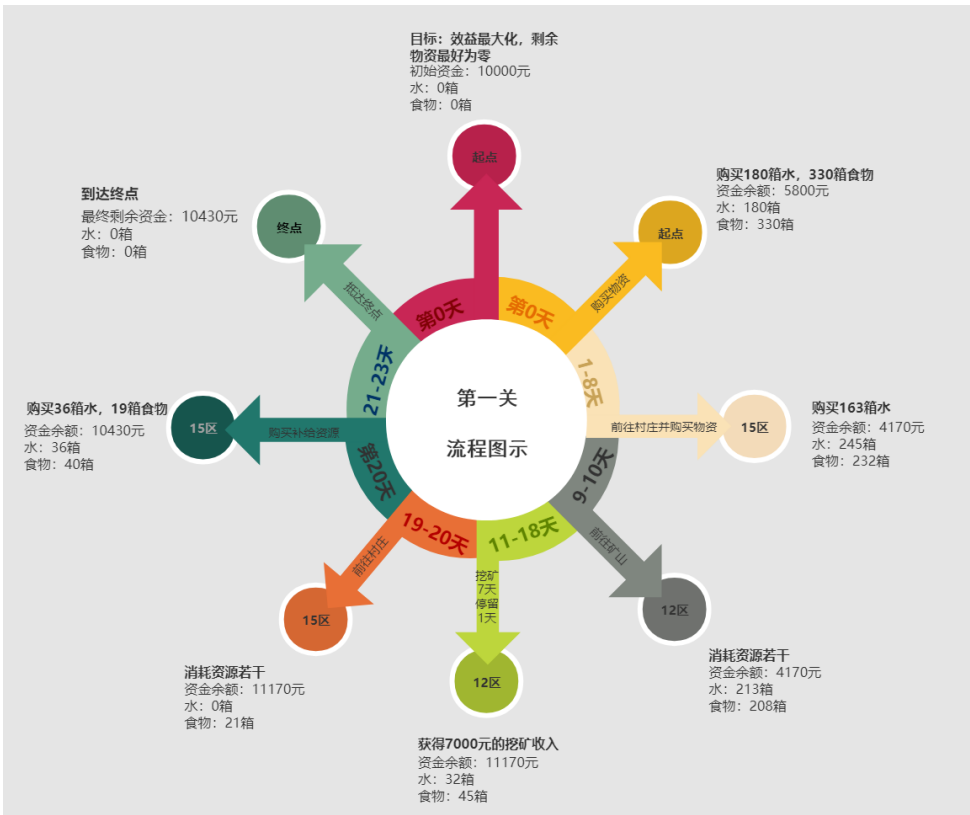 目标：效益最大化，剩余
物资最好为零
初始资金：10000元
水：0箱
食物：0箱
起点
第0天
购买180箱水，330箱食物
资金余额：5800元
水：180箱
食物：330箱
起点
购买物资
第0天
购买163箱水
资金余额：4170元
水：245箱
食物：232箱
15区
前往村庄并购买物资
1-8天
消耗资源若干
资金余额：4170元
水：213箱
食物：208箱
12区
前往矿山
9-10天
获得7000元的挖矿收入
资金余额：11170元
水：32箱
食物：45箱
12区
挖矿
7天
停留
1天
11-18天
消耗资源若干
资金余额：11170元
水：0箱
食物：21箱
15区
前往村庄
19-20天
购买36箱水，19箱食物
资金余额：10430元
水：36箱
食物：40箱
15区
购买补给资源
第20天
到达终点
最终剩余资金：10430元
水：0箱
食物：0箱
终点
抵达终点
21-23天
第一关
流程图示